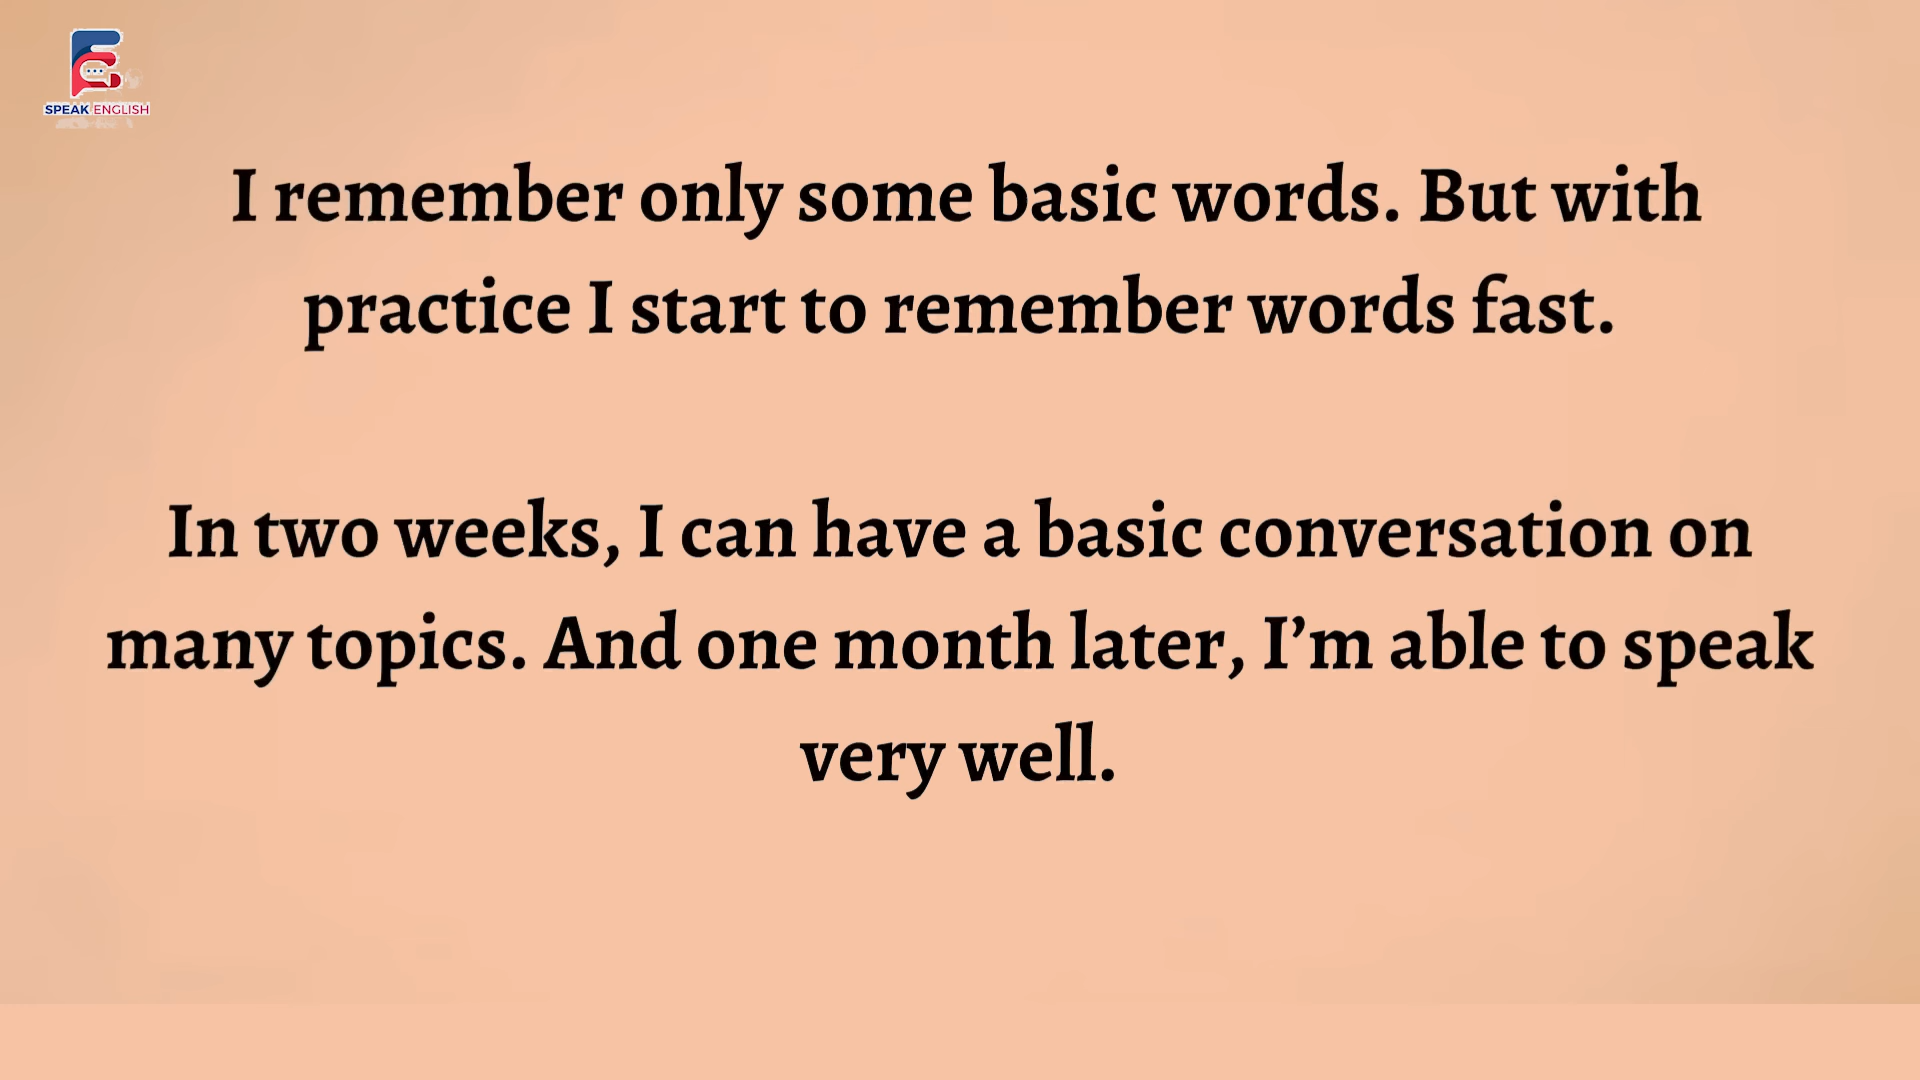 SPEAK ENGLISH
I remember only some basic words. But with
practice I start to remember words fast.
In two weeks, I can have a basic conversation on
many topics. And one month later, I’m able to speak
very well.